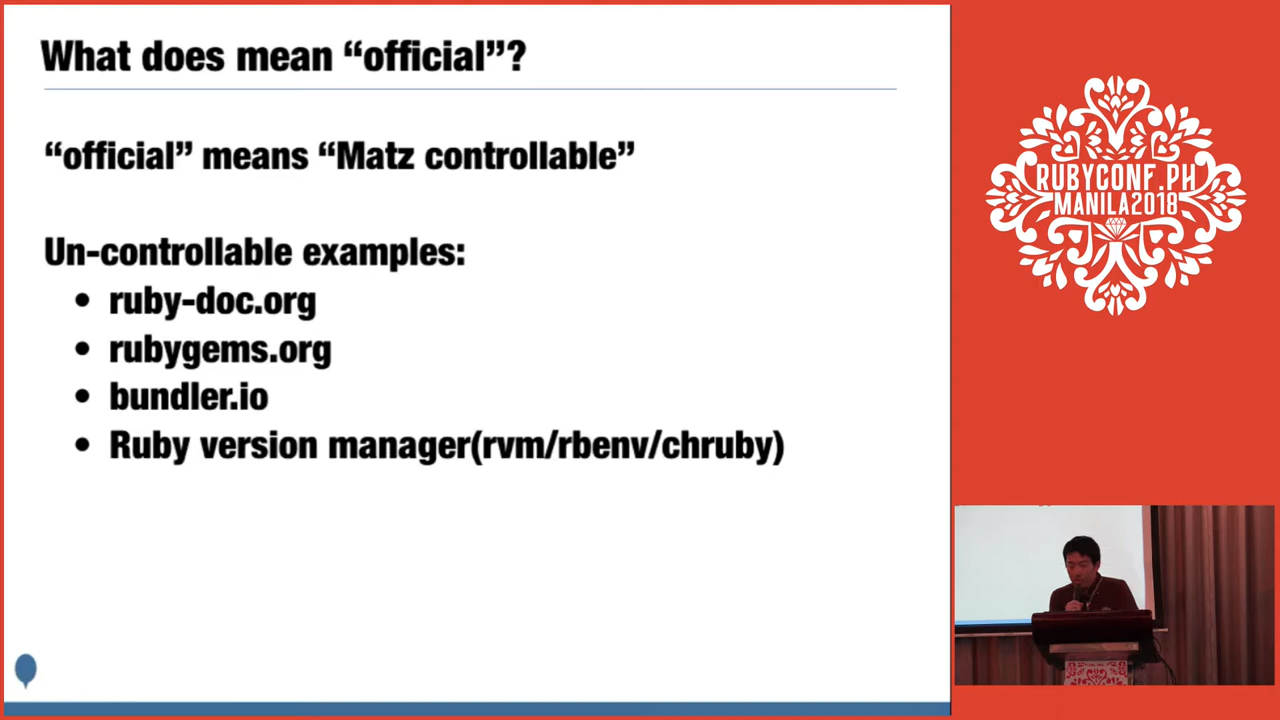 What does mean “official”?
“official” means “Matz controllable”
Un-controllable examples:
• ruby-doc.org
• rubygems.org
• bundler.io
• Ruby version manager(rvm/rbenv/chruby)
RUBYCONF.PH
MANILA2018